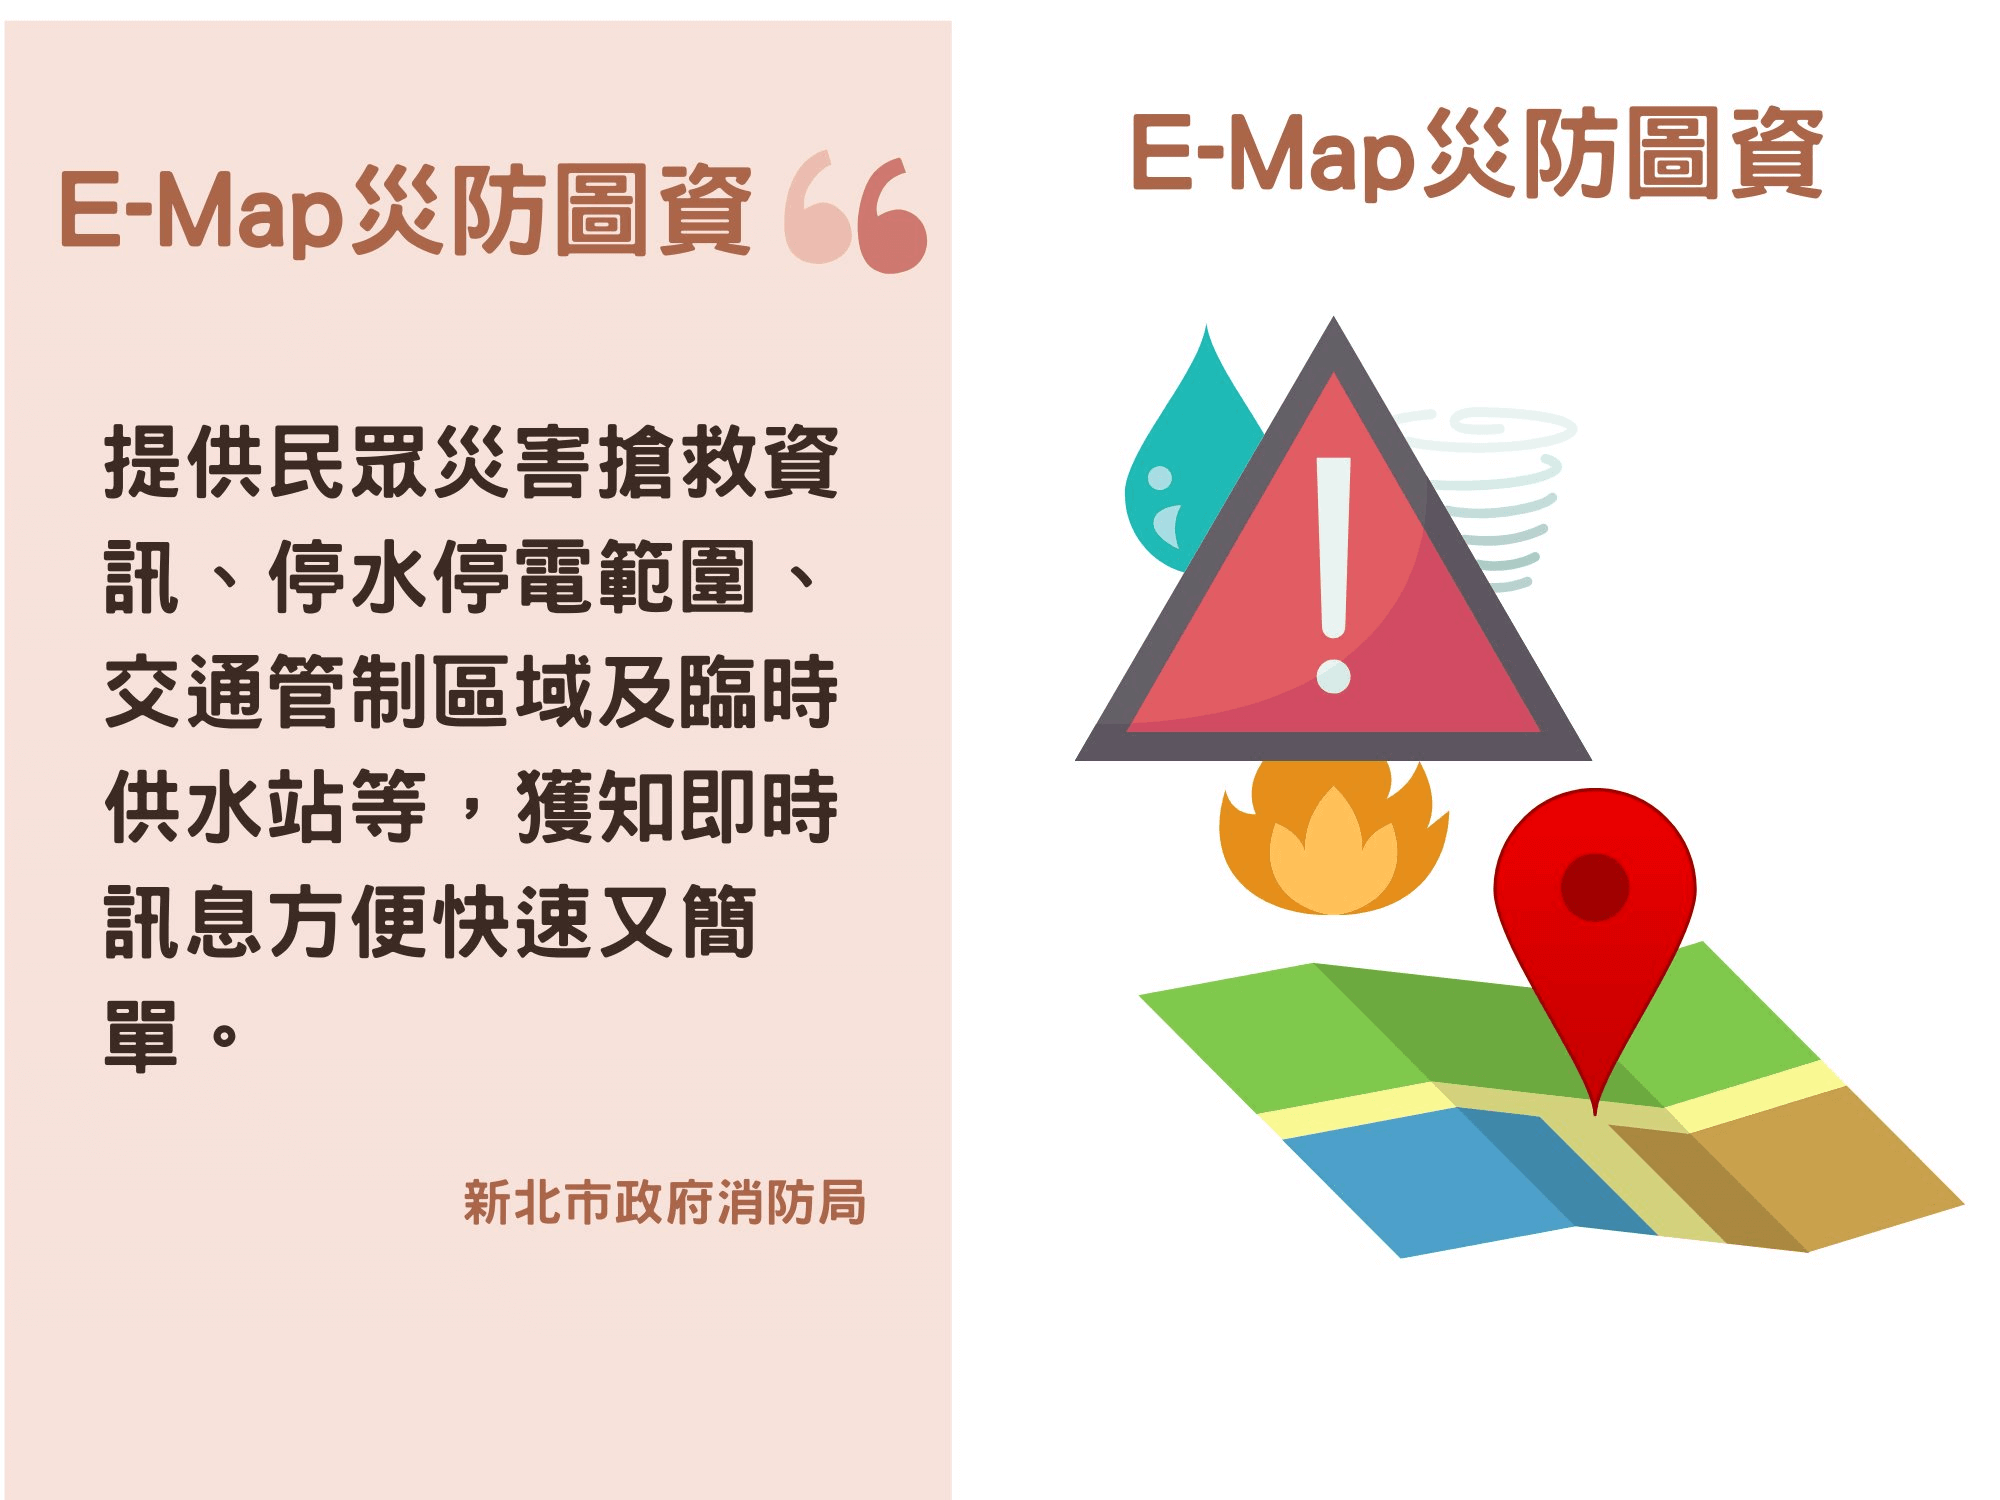 E-Map災防圖資
提供民眾災害搶救資
訊、停水停電範圍、
交通管制區域及臨時
供水站等，獲知即時
訊息方便快速又簡
單。
新北市政府消防局
E-Map災防圖資